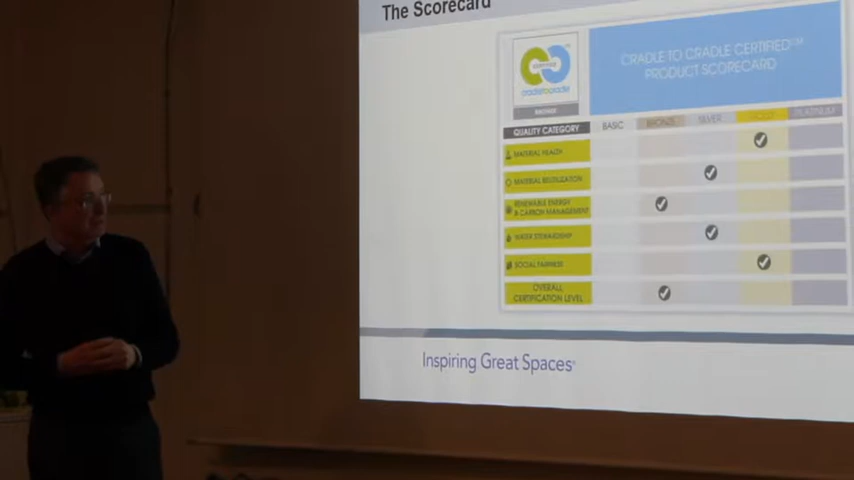 The Scorecard
CRADLE TO CRADLE CERTIFIED
PRODUCT SCORECARD
cradletocradle
QUALITY CATEGORY BASIC BRONZE SILVER GOLD PLATINUM
MATERIAL HEALTH
MATERIAL REUTILIZATION
RENEWABLE ENERGY
& CARBON MANAGEMENT
WATER STEWARDSHIP
SOCIAL FAIRNESS
OVERALL
CERTIFICATION LEVEL
Inspiring Great Spaces®